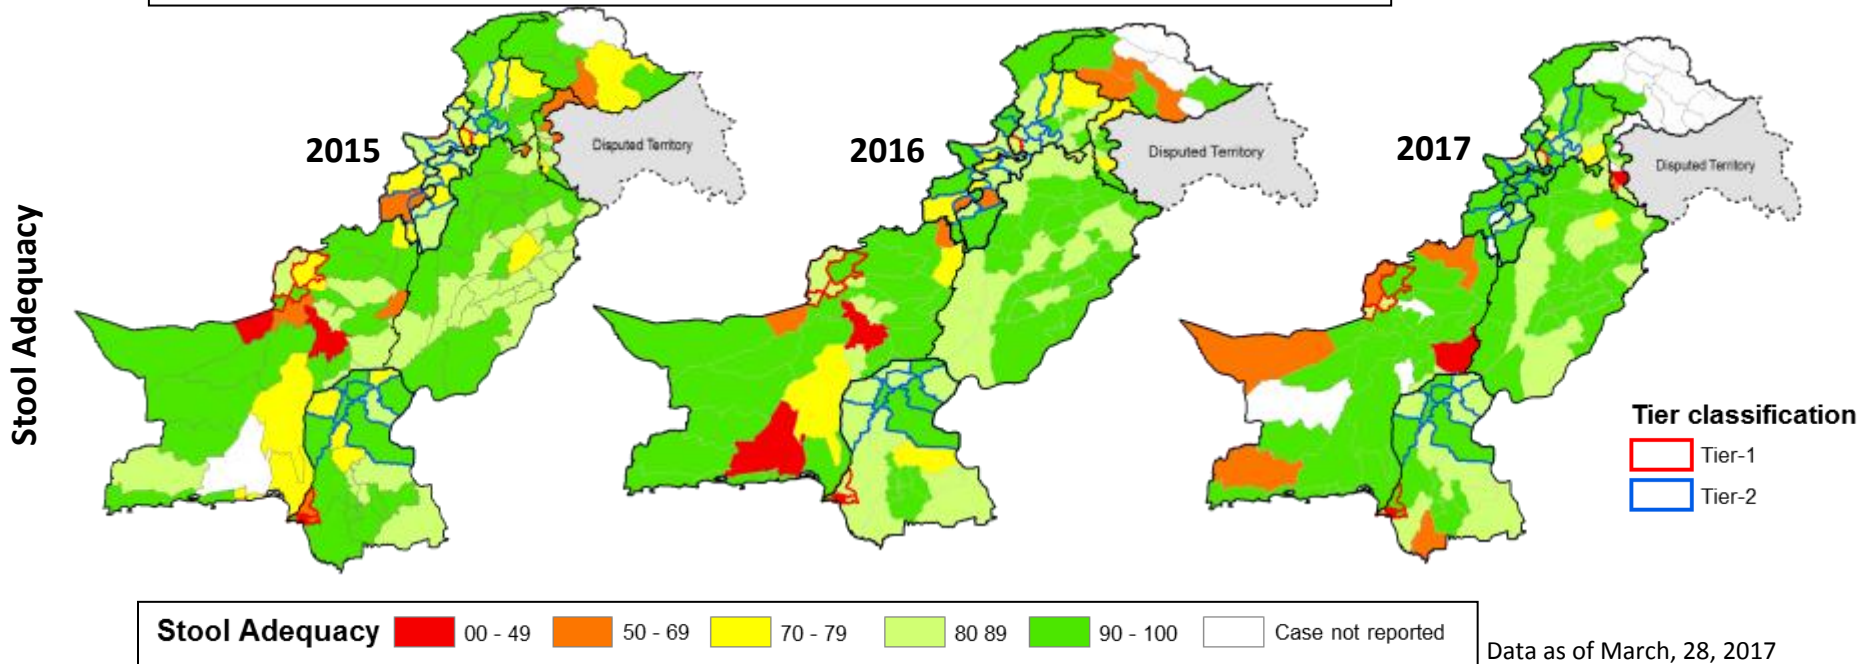 2015
2016
2017
Disputed Territory
Disputed Territory
Disputed Territory
Stool Adequacy
Tier classification
Tier-1
Tier-2
Stool Adequacy
00 - 49
50 - 69
70 - 79
80 89
90 - 100
Case not reported
Data as of March, 28, 2017